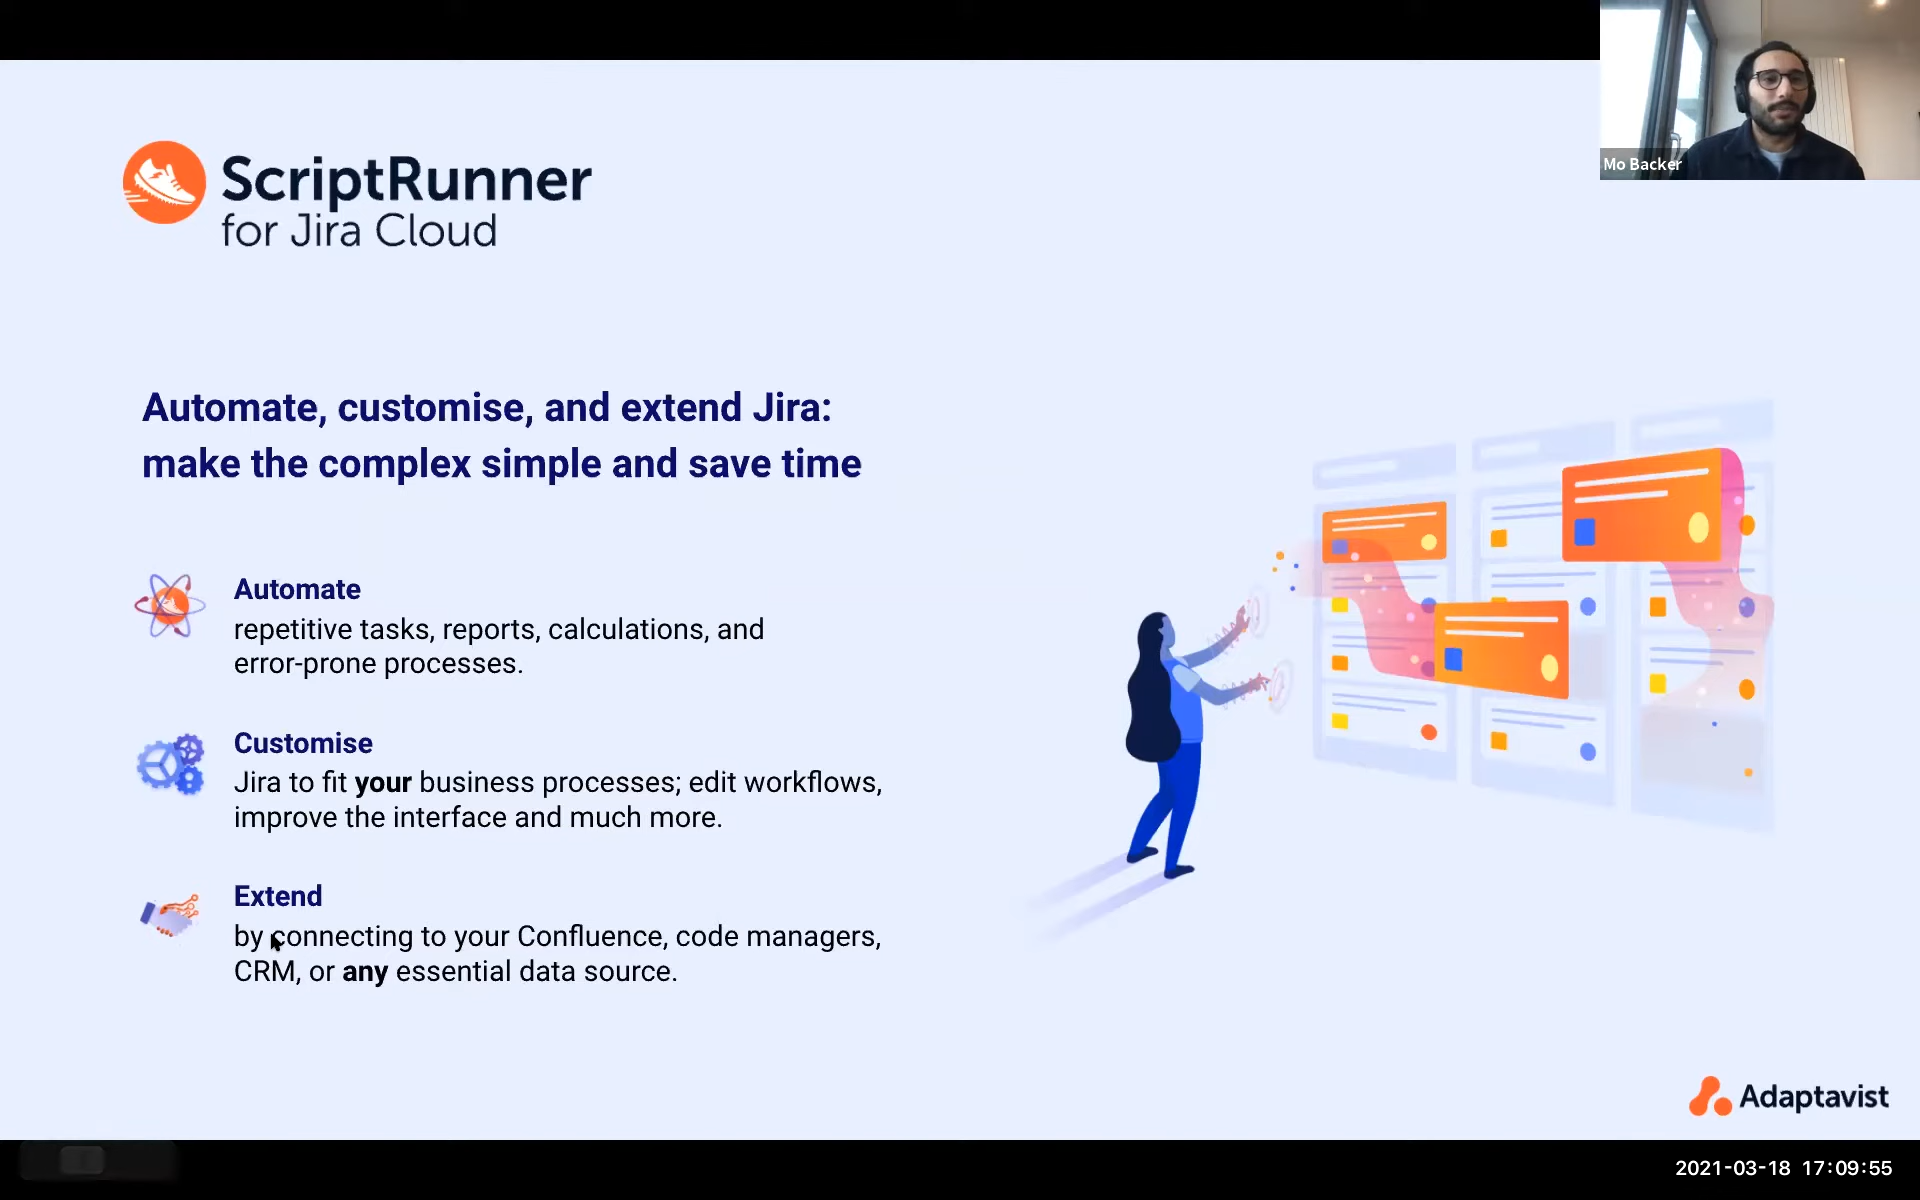 Mo Backer
ScriptRunner
for Jira Cloud
Automate, customise, and extend Jira:
make the complex simple and save time
Automate
repetitive tasks, reports, calculations, and
error-prone processes.
Customise
Jira to fit your business processes; edit workflows,
improve the interface and much more.
Extend
by connecting to your Confluence, code managers,
CRM, or any essential data source.
Adaptavist
2021-03-18 17:09:55